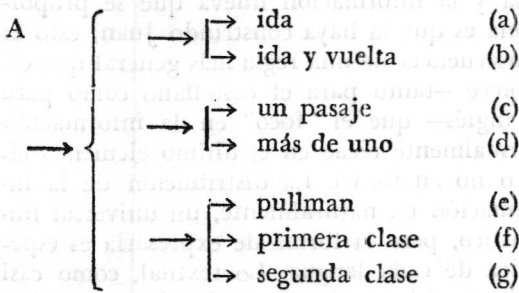 A
ida (a)
ida y vuelta (b)
un pasaje (c)
más de uno (d)
pullman (e)
primera clase (f)
segunda clase (g)